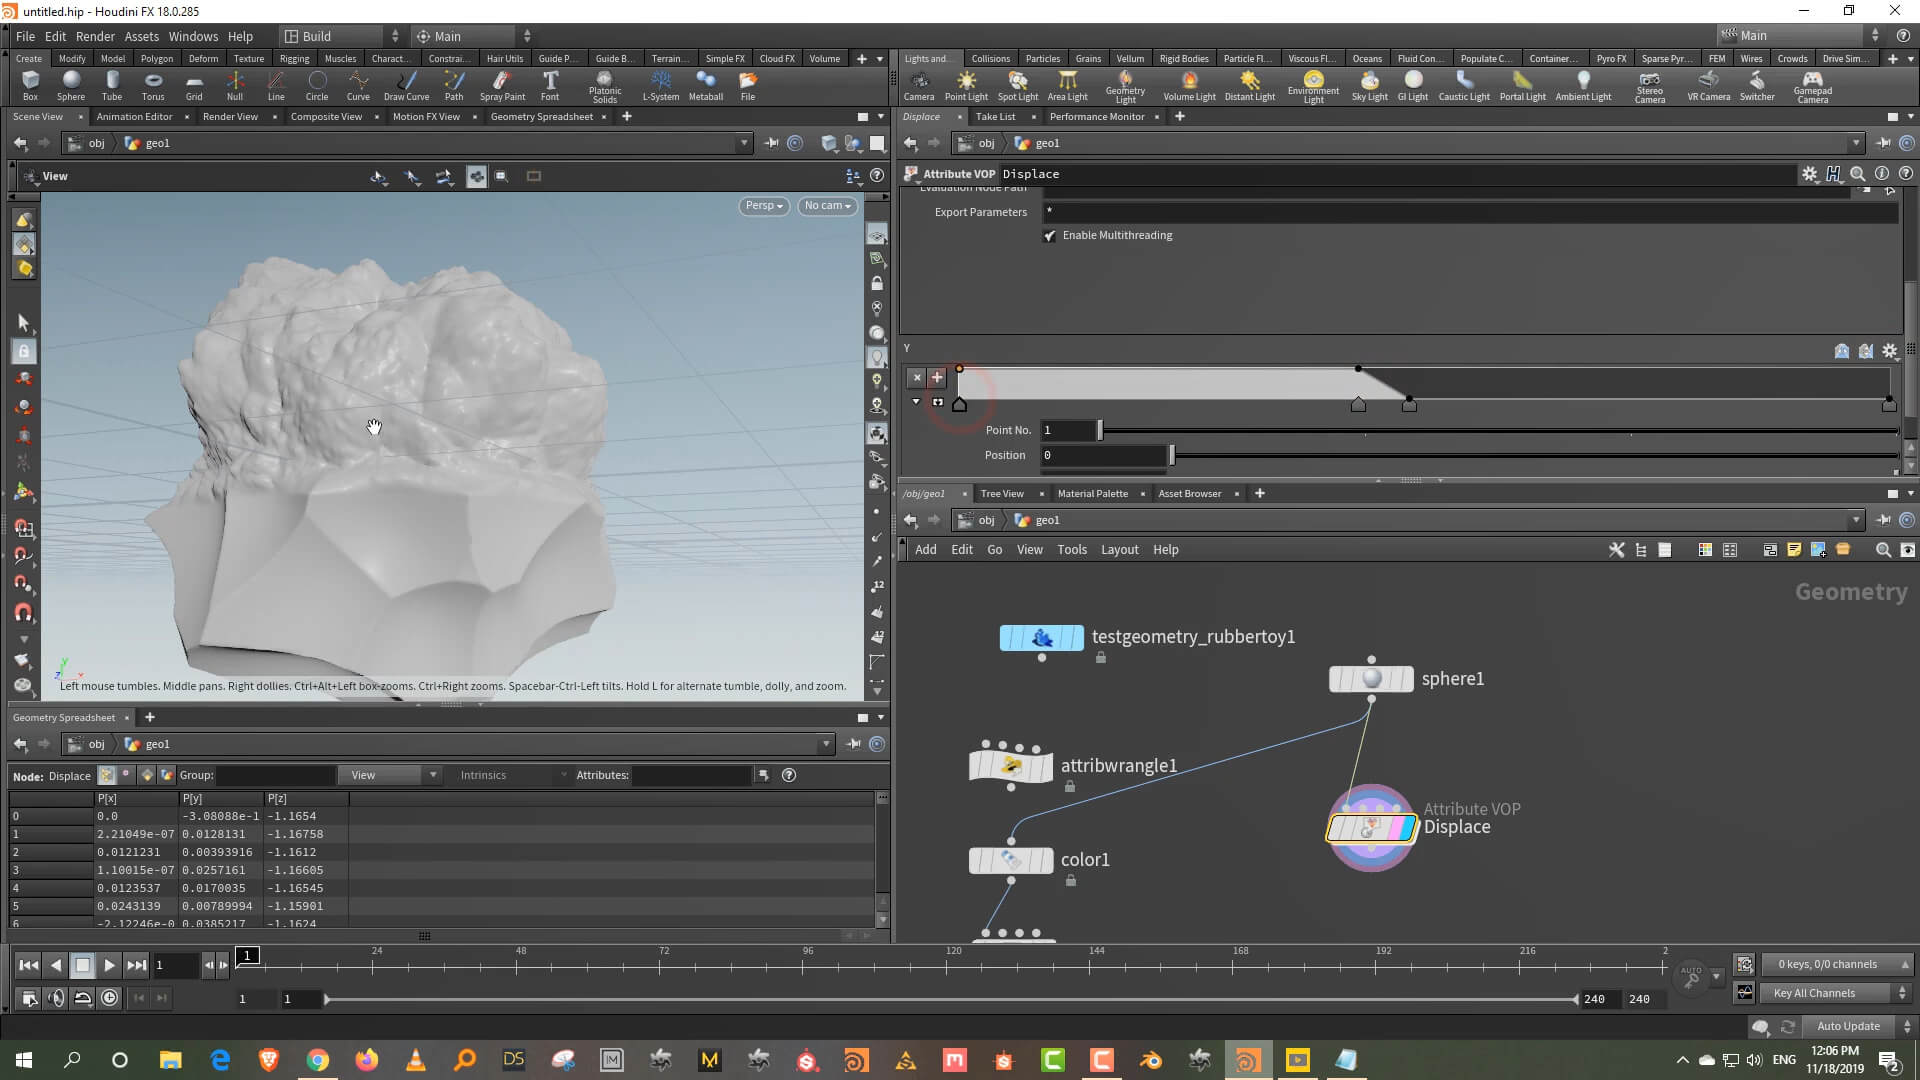 untitled.hip - Houdini FX 18.0.285
File Edit Render Assets Windows Help Build Main Main
Create Modify Model Polygon Deform Texture Rigging Muscles Charact... Constrai... Hair Utils Guide P... Guide B... Terrain... Simple FX Cloud FX Volume
Lights and... Collisions Particles Grains Vellum Rigid Bodies Particle Fl... Viscous Fl... Oceans Fluid Con... Populate C... Container... Pyro FX Sparse Pyr... FEM Wires Crowds Drive Sim...
Box Sphere Tube Torus Grid Null Line Circle Curve Draw Curve Path Spray Paint Font Platonic Solids L-System Metaball File
Camera Point Light Spot Light Area Light Geometry Light Volume Light Distant Light Environment Light Sky Light GI Light Caustic Light Portal Light Ambient Light Stereo Camera VR Camera Switcher Gamepad Camera
Scene View Animation Editor Render View Composite View Motion FX View Geometry Spreadsheet
Displace Take List Performance Monitor
obj geo1
obj geo1
View
Attribute VOP Displace
Persp No cam
Evaluation Node Path
Export Parameters *
Enable Multithreading
Y
Point No. 1
Position 0
12
12
y
z
x
Left mouse tumbles. Middle pans. Right dollies. Ctrl+Alt+Left box-zooms. Ctrl+Right zooms. Spacebar-Ctrl-Left tilts. Hold L for alternate tumble, dolly, and zoom.
/obj/geo1 Tree View Material Palette Asset Browser
obj geo1
Add Edit Go View Tools Layout Help
Geometry
testgeometry_rubbertoy1
sphere1
attribwrangle1
Attribute VOP
Displace
color1
Geometry Spreadsheet
obj geo1
Node: Displace Group: View Intrinsics Attributes:
P[x] P[y] P[z]
0 0.0 -3.08088e-1 -1.1654
1 2.21049e-07 0.0128131 -1.16758
2 0.0121231 0.00393916 -1.1612
3 1.10015e-07 0.0257161 -1.16605
4 0.0123537 0.0170035 -1.16545
5 0.0243139 0.00789994 -1.15901
6 -2.12246e-0 0.0385217 -1.1624
1 1 24 48 72 96 120 144 168 192 216 2
AUTO
0 keys, 0/0 channels
1 1 240 240
Key All Channels
Auto Update
DS
ENG
12:06 PM
11/18/2019
2